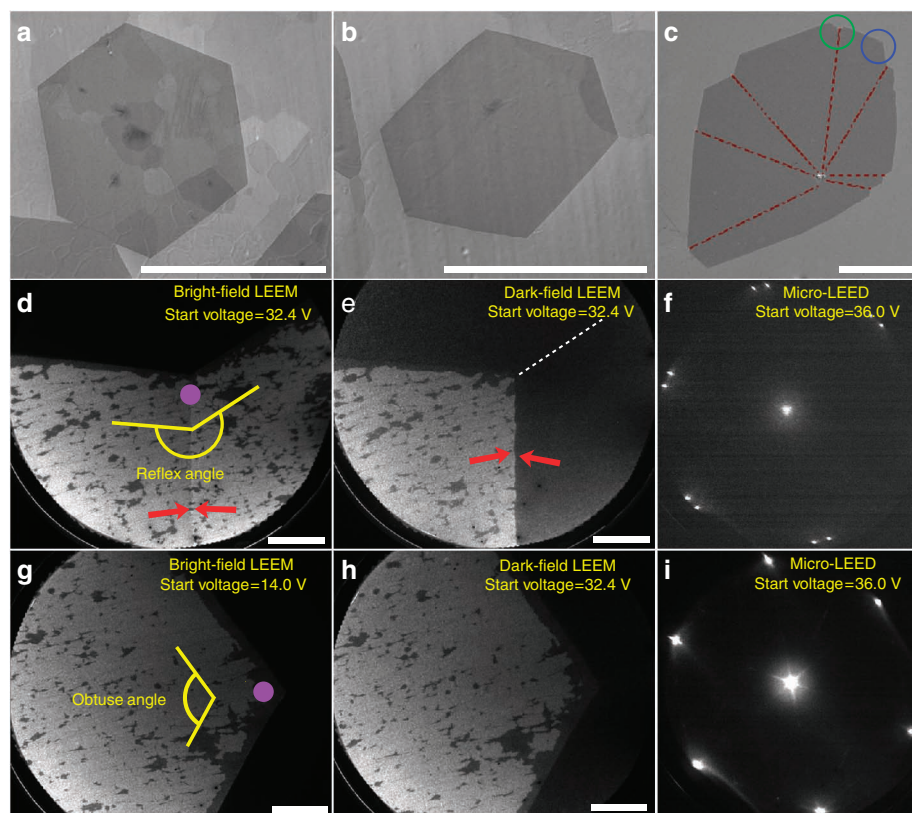 a
b
c
d
Bright-field LEEM
Start voltage=32.4 V
Reflex angle
e
Dark-field LEEM
Start voltage=32.4 V
f
Micro-LEED
Start voltage=36.0 V
g
Bright-field LEEM
Start voltage=14.0 V
Obtuse angle
h
Dark-field LEEM
Start voltage=32.4 V
i
Micro-LEED
Start voltage=36.0 V